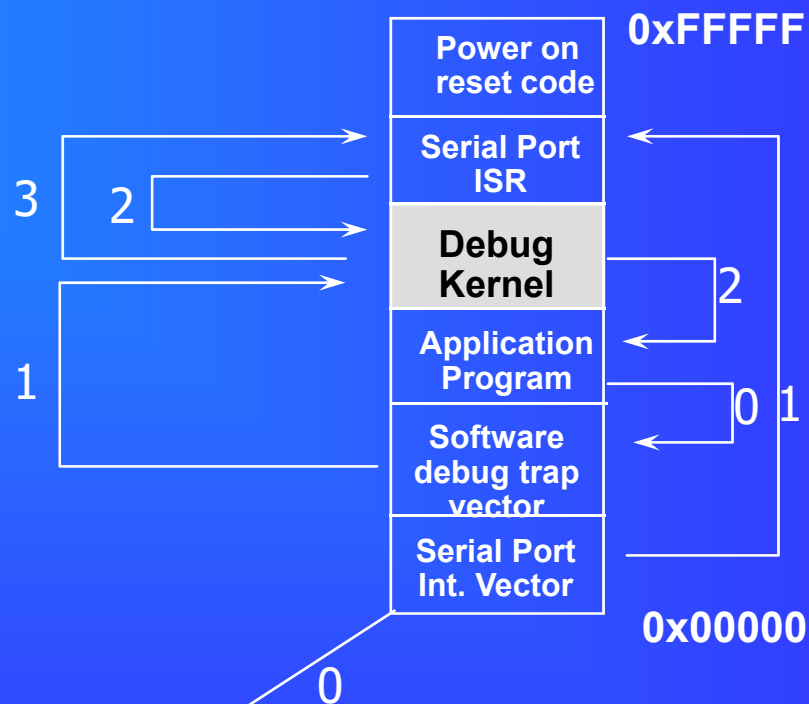 0xFFFFF
Power on
reset code
Serial Port
ISR
3
2
Debug
Kernel
2
Application
Program
1
0
1
Software
debug trap
vector
Serial Port
Int. Vector
0x00000
0